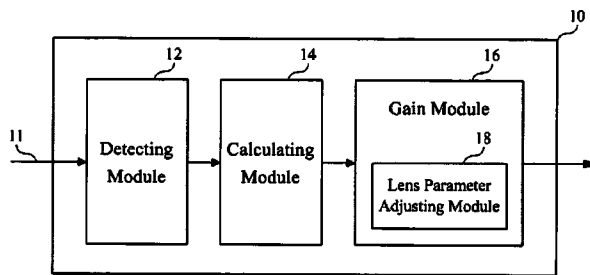 10
12
14
16
11
Detecting
Module
Calculating
Module
Gain Module
18
Lens Parameter
Adjusting Module